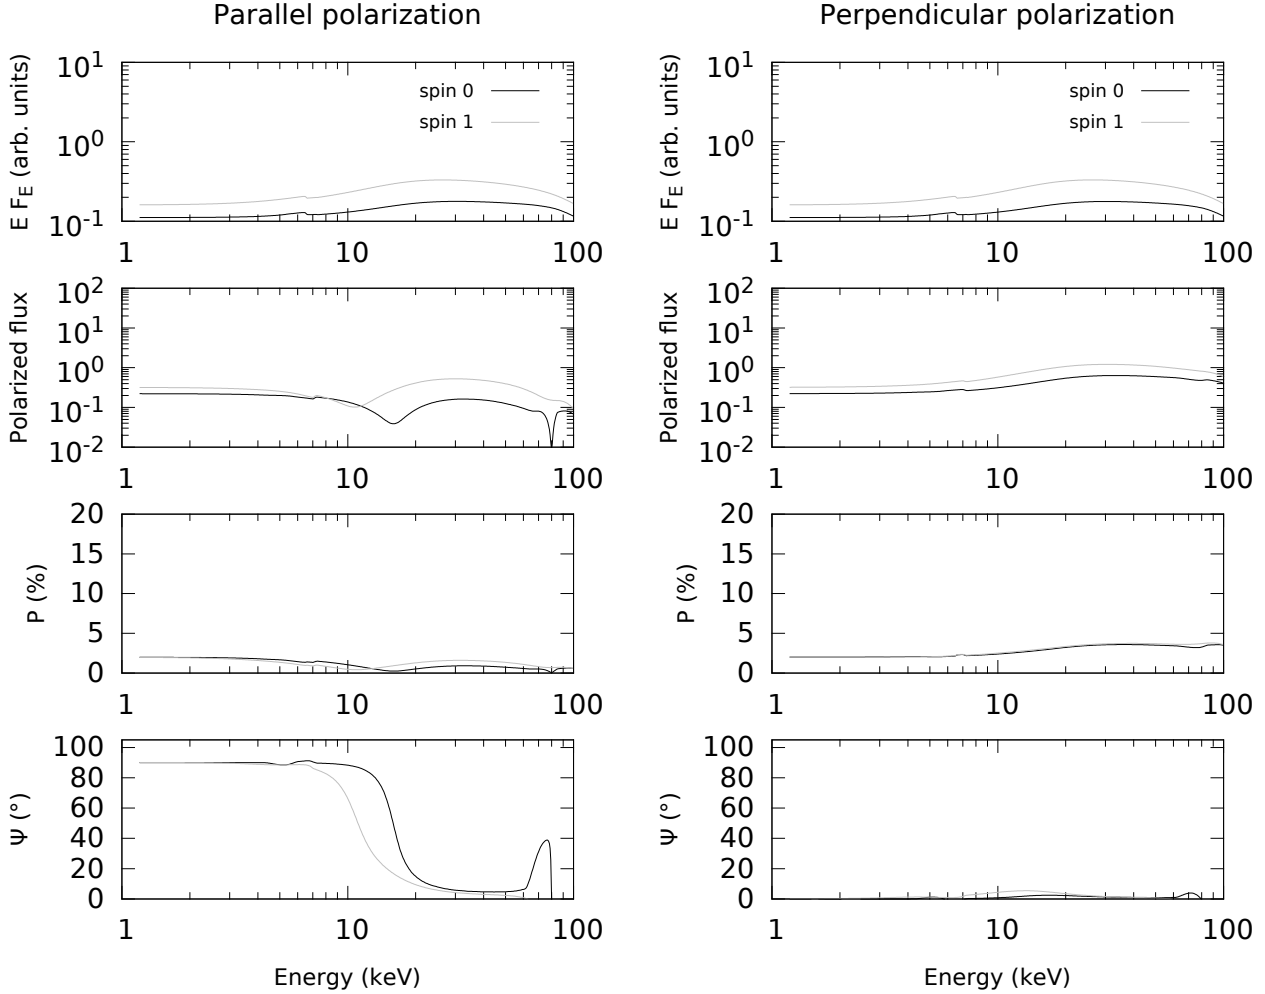 Parallel polarization
Perpendicular polarization
E F_E (arb. units)
10^1
10^0
10^-1
spin 0
spin 1
1 10 100
E F_E (arb. units)
10^1
10^0
10^-1
spin 0
spin 1
1 10 100
Polarized flux
10^2
10^1
10^0
10^-1
10^-2
1 10 100
Polarized flux
10^2
10^1
10^0
10^-1
10^-2
1 10 100
P (%)
20
15
10
5
0
1 10 100
P (%)
20
15
10
5
0
1 10 100
Ψ (°)
100
80
60
40
20
0
1 10 100
Energy (keV)
Ψ (°)
100
80
60
40
20
0
1 10 100
Energy (keV)